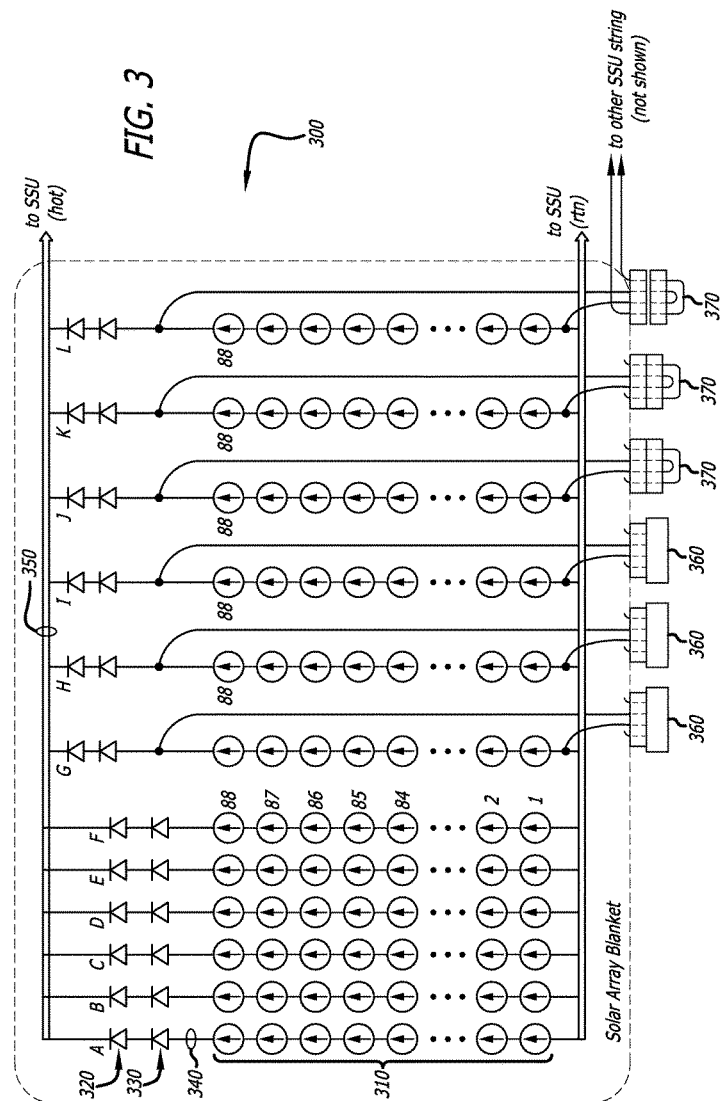 FIG. 3
300
to SSU
(hot)
350
to other SSU string
(not shown)
to SSU
(rtn)
A
B
C
D
E
F
G
H
I
J
K
L
320
330
340
310
88
87
86
85
84
2
1
88
88
88
88
88
360
360
360
370
370
370
Solar Array Blanket